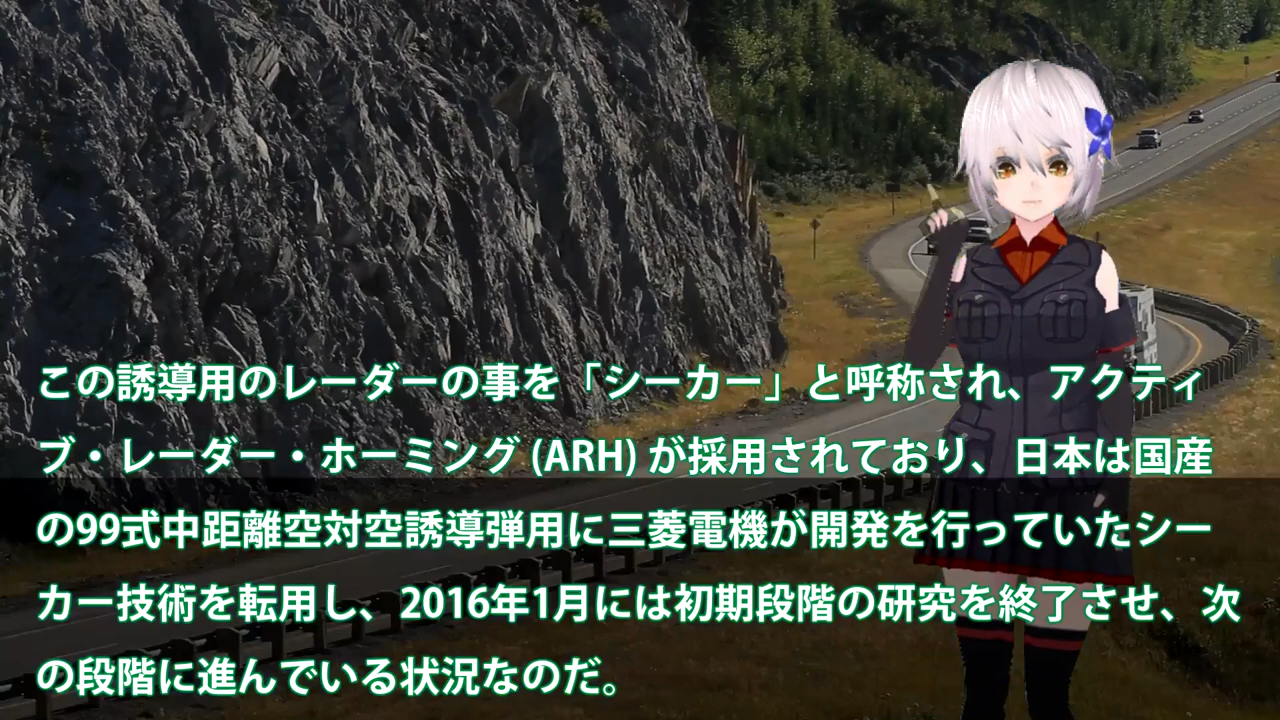 この誘導用のレーダーの事を「シーカー」と呼称され、アクティ
ブ・レーダー・ホーミング (ARH) が採用されており、日本は国産
の99式中距離空対空誘導弾用に三菱電機が開発を行っていたシー
カー技術を転用し、2016年1月には初期段階の研究を終了させ、次
の段階に進んでいる状況なのだ。